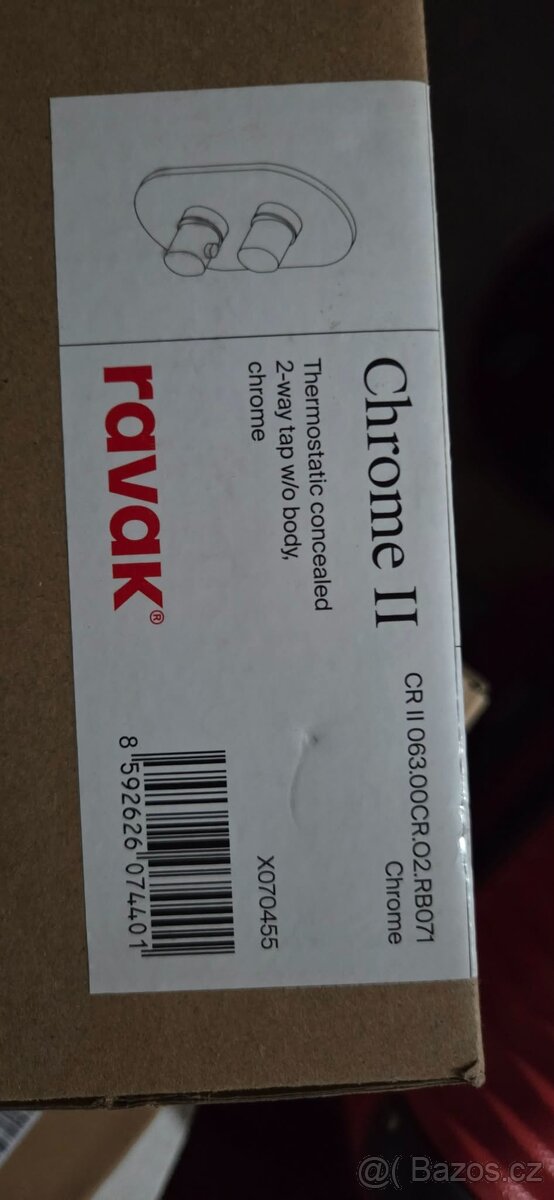 Chrome II
CR II 063.00CR.O2.RB071
Chrome
Thermostatic concealed
2-way tap w/o body,
chrome
X070455
ravak®
8 592626 074401
@( Bazos.cz